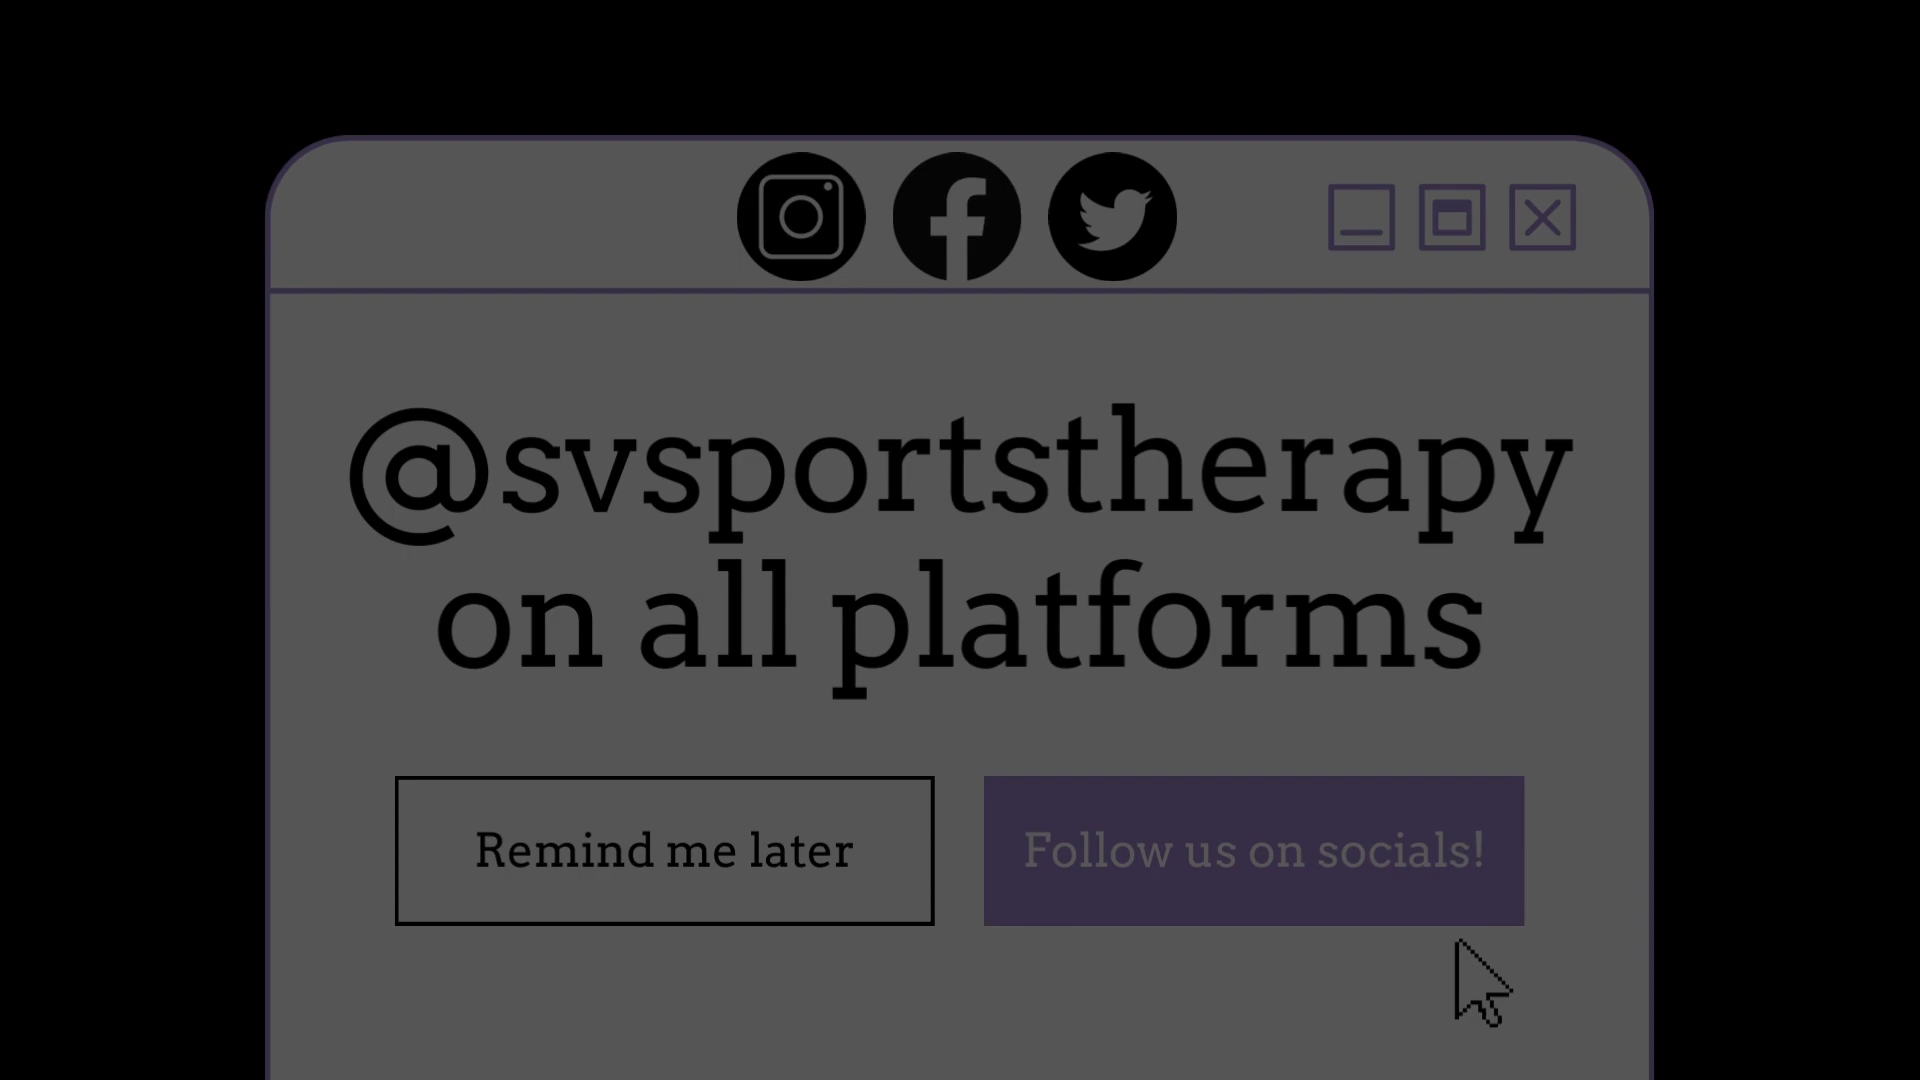 @svsportstherapy
on all platforms
Remind me later
Follow us on socials!